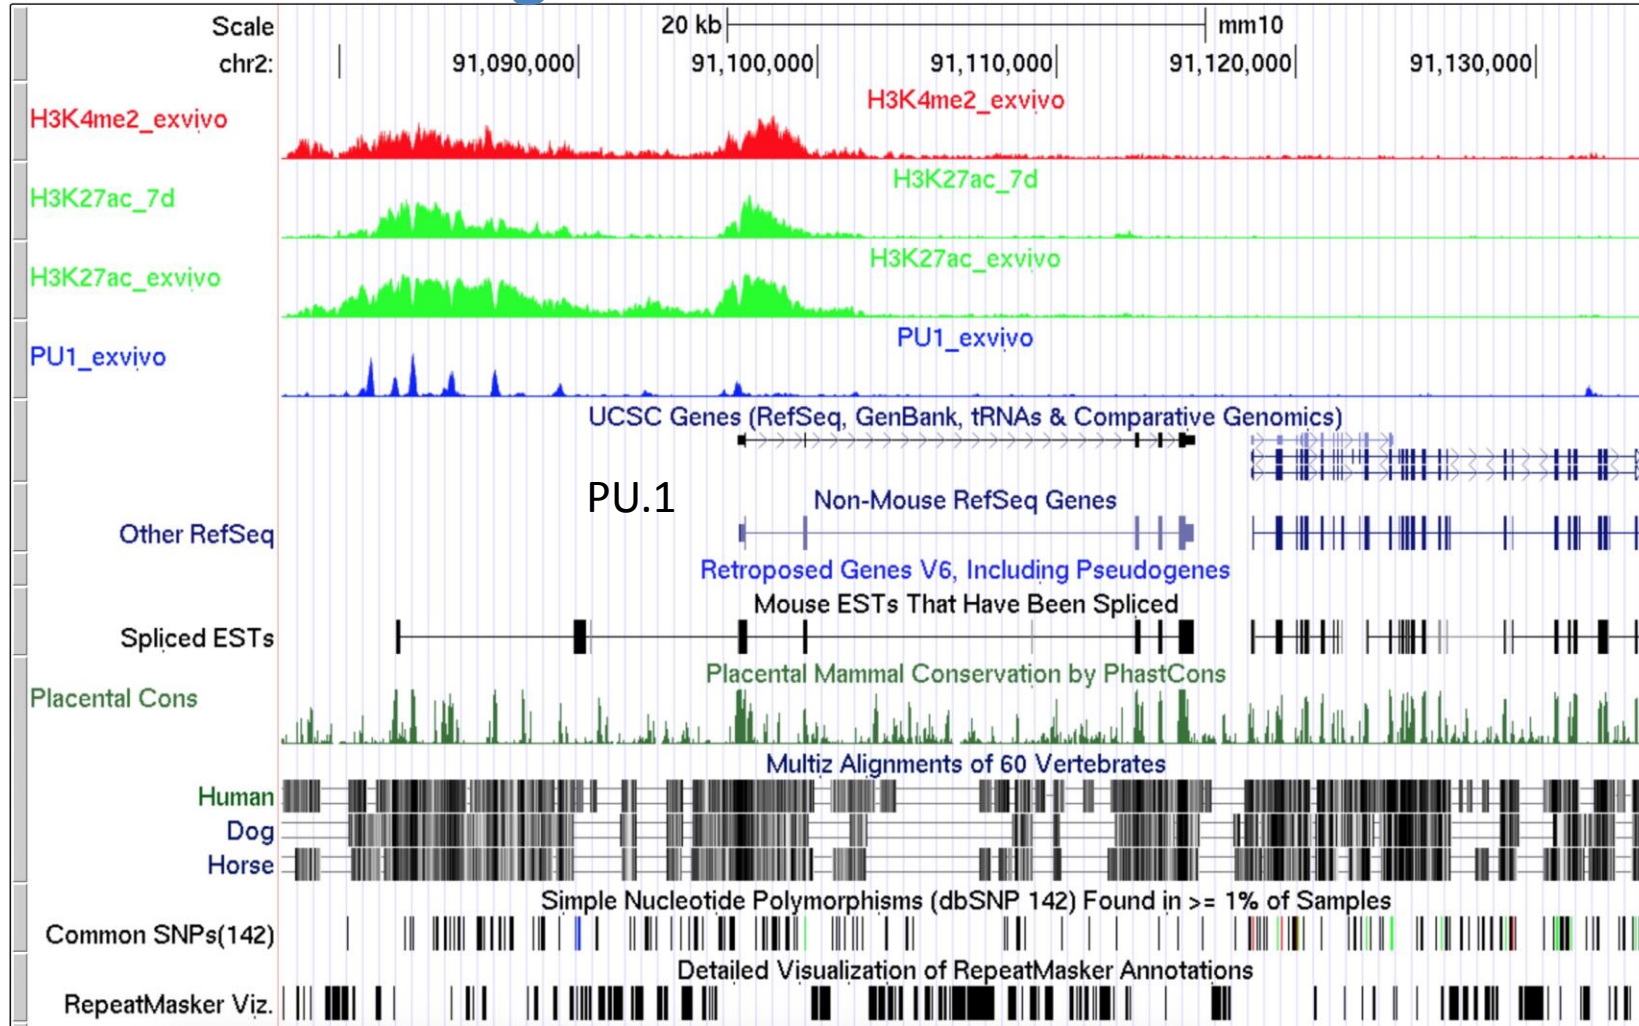 Scale 20 kb mm10
chr2: 91,090,000 91,100,000 91,110,000 91,120,000 91,130,000
H3K4me2_exvivo
H3K4me2_exvivo
H3K27ac_7d
H3K27ac_7d
H3K27ac_exvivo
H3K27ac_exvivo
PU1_exvivo
PU1_exvivo
UCSC Genes (RefSeq, GenBank, tRNAs & Comparative Genomics)
PU.1
Non-Mouse RefSeq Genes
Other RefSeq
Retroposed Genes V6, Including Pseudogenes
Mouse ESTs That Have Been Spliced
Spliced ESTs
Placental Mammal Conservation by PhastCons
Placental Cons
Multiz Alignments of 60 Vertebrates
Human
Dog
Horse
Simple Nucleotide Polymorphisms (dbSNP 142) Found in >= 1% of Samples
Common SNPs(142)
Detailed Visualization of RepeatMasker Annotations
RepeatMasker Viz.